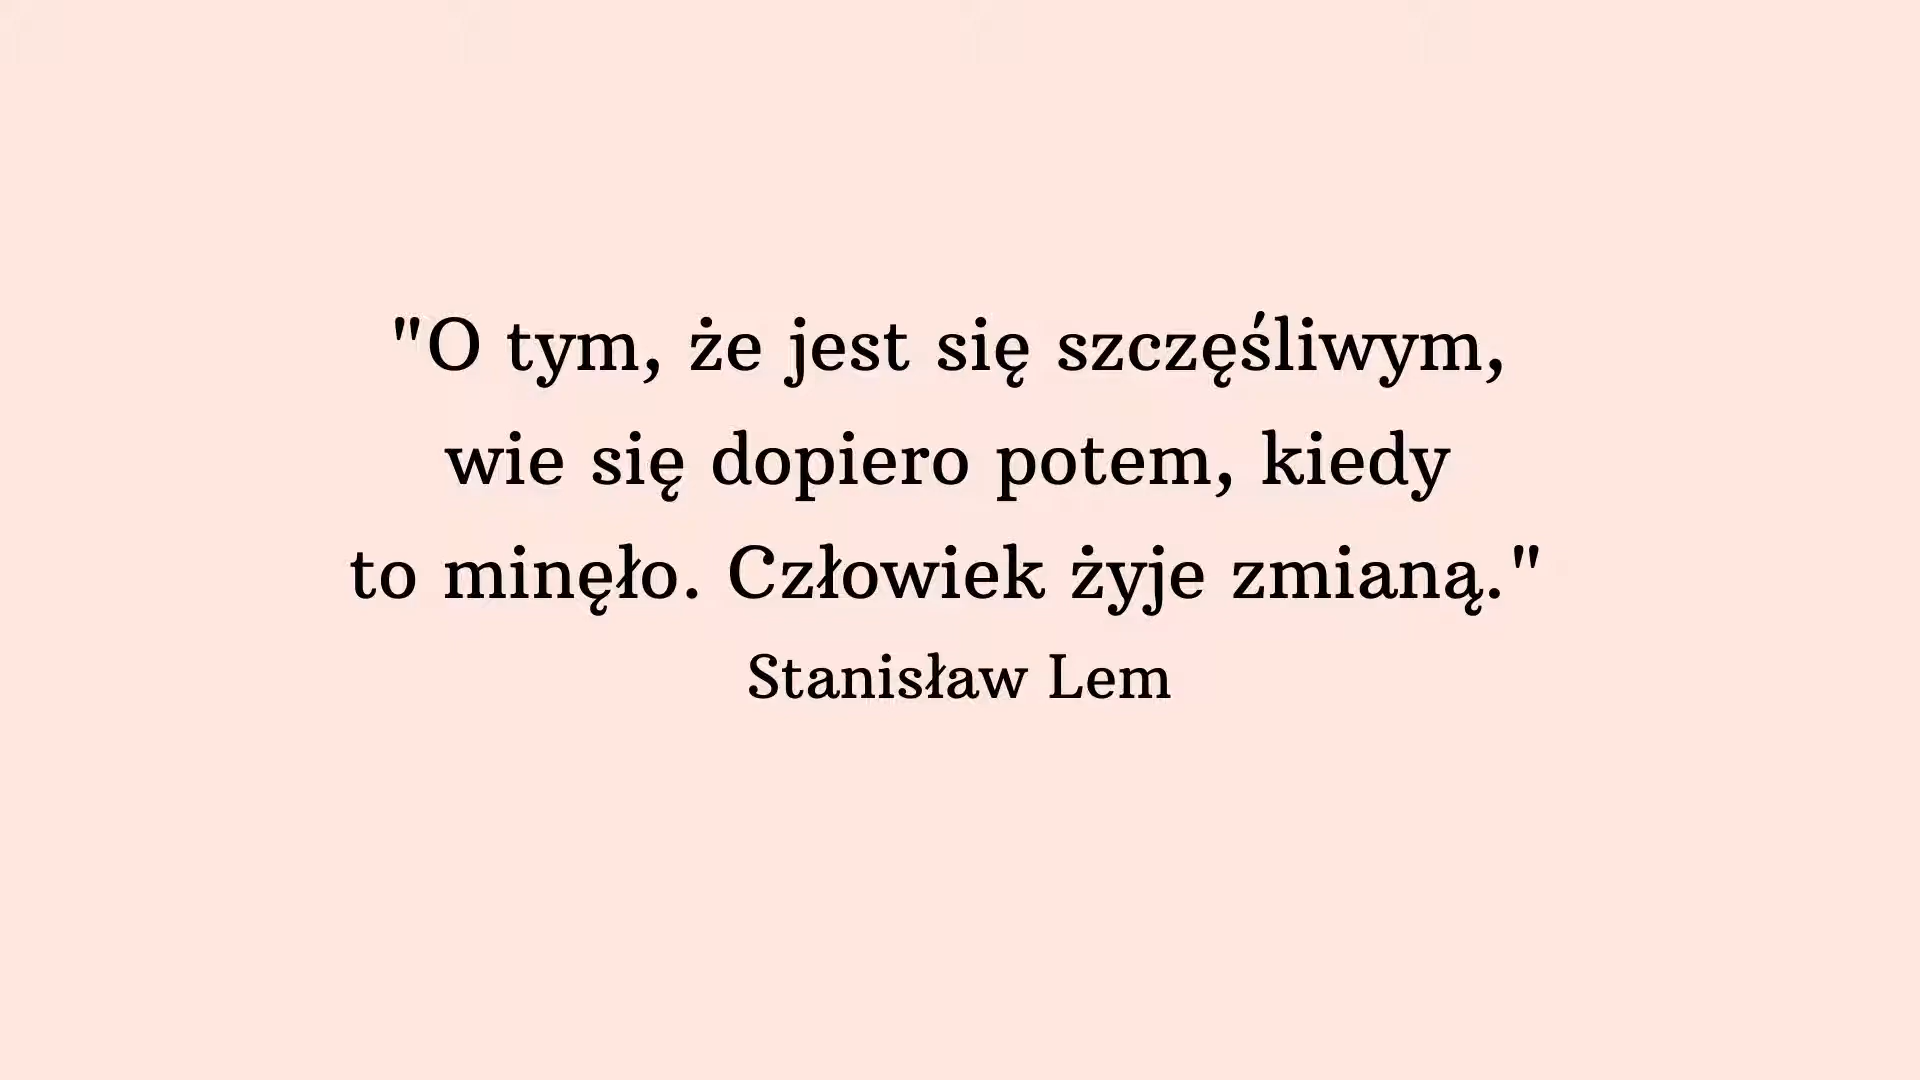 "O tym, że jest się szczęśliwym,
wie się dopiero potem, kiedy
to minęło. Człowiek żyje zmianą."
Stanisław Lem